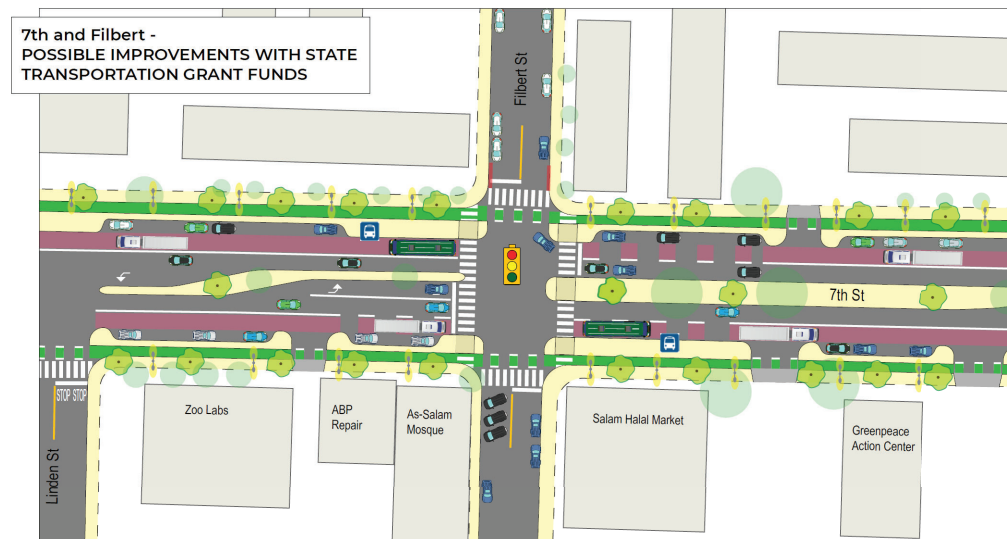 7th and Filbert -
POSSIBLE IMPROVEMENTS WITH STATE
TRANSPORTATION GRANT FUNDS
Filbert St
7th St
STOP STOP
Linden St
Zoo Labs
ABP
Repair
As-Salam
Mosque
Salam Halal Market
Greenpeace
Action Center